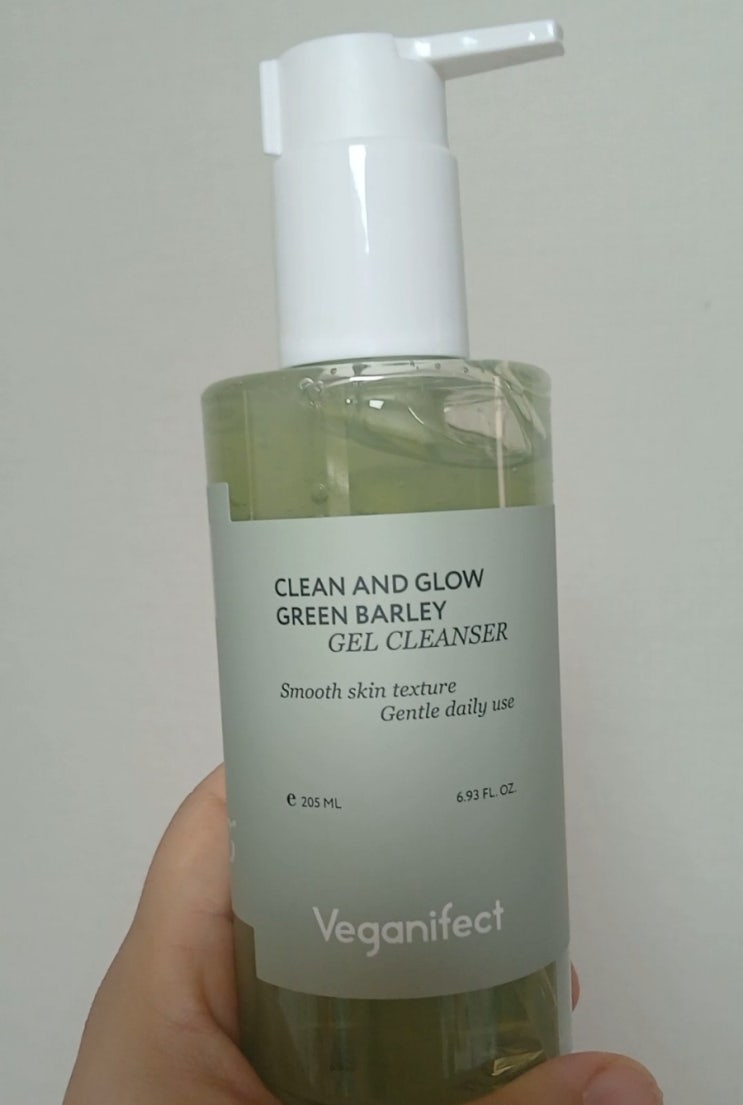 CLEAN AND GLOW
GREEN BARLEY
GEL CLEANSER
Smooth skin texture
Gentle daily use
℮ 205 ML 6.93 FL. OZ.
Veganifect